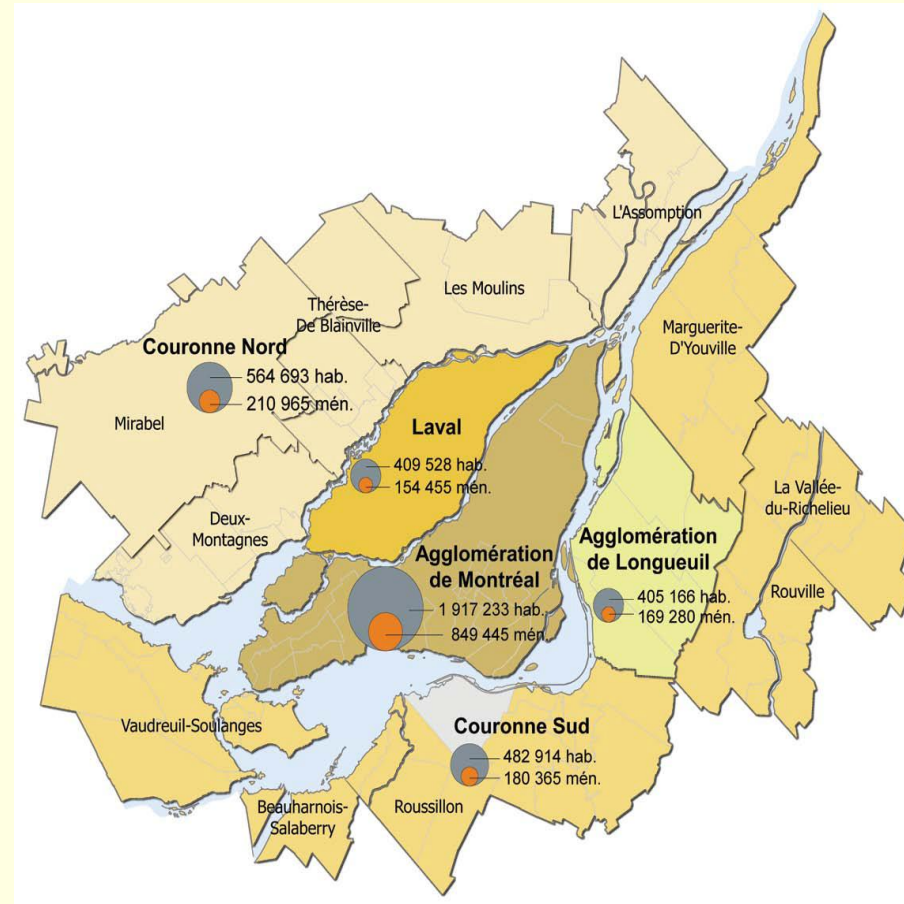 L'Assomption
Les Moulins
Thérèse-
De Blainville
Marguerite-
D'Youville
Couronne Nord
564 693 hab.
210 965 mén.
Mirabel
Laval
409 528 hab.
154 455 mén.
La Vallée-
du-Richelieu
Deux-
Montagnes
Agglomération
de Longueuil
405 166 hab.
169 280 mén.
Agglomération
de Montréal
1 917 233 hab.
849 445 mén.
Rouville
Vaudreuil-Soulanges
Couronne Sud
482 914 hab.
180 365 mén.
Beauharnois-
Salaberry
Roussillon